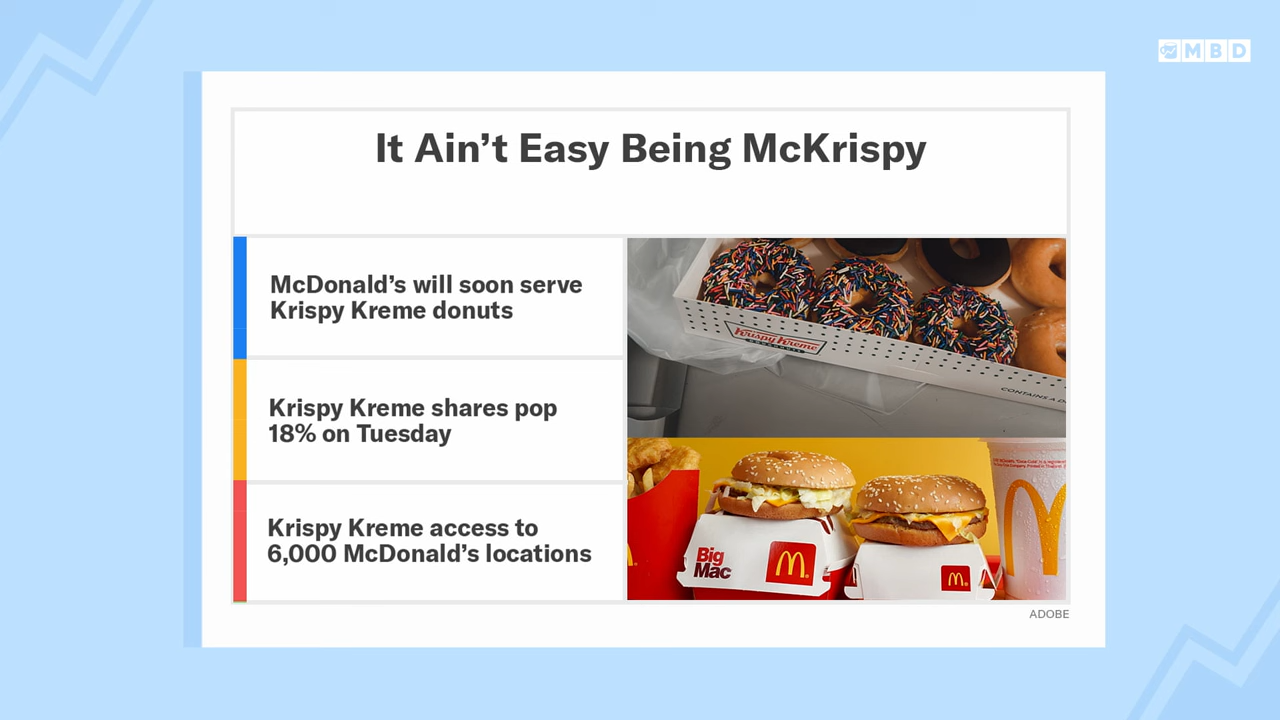 MBD
It Ain't Easy Being McKrispy
McDonald's will soon serve
Krispy Kreme donuts
Krispy Kreme shares pop
18% on Tuesday
Krispy Kreme access to
6,000 McDonald's locations
Krispy Kreme
DOUGHNUTS
Big
Mac
ADOBE